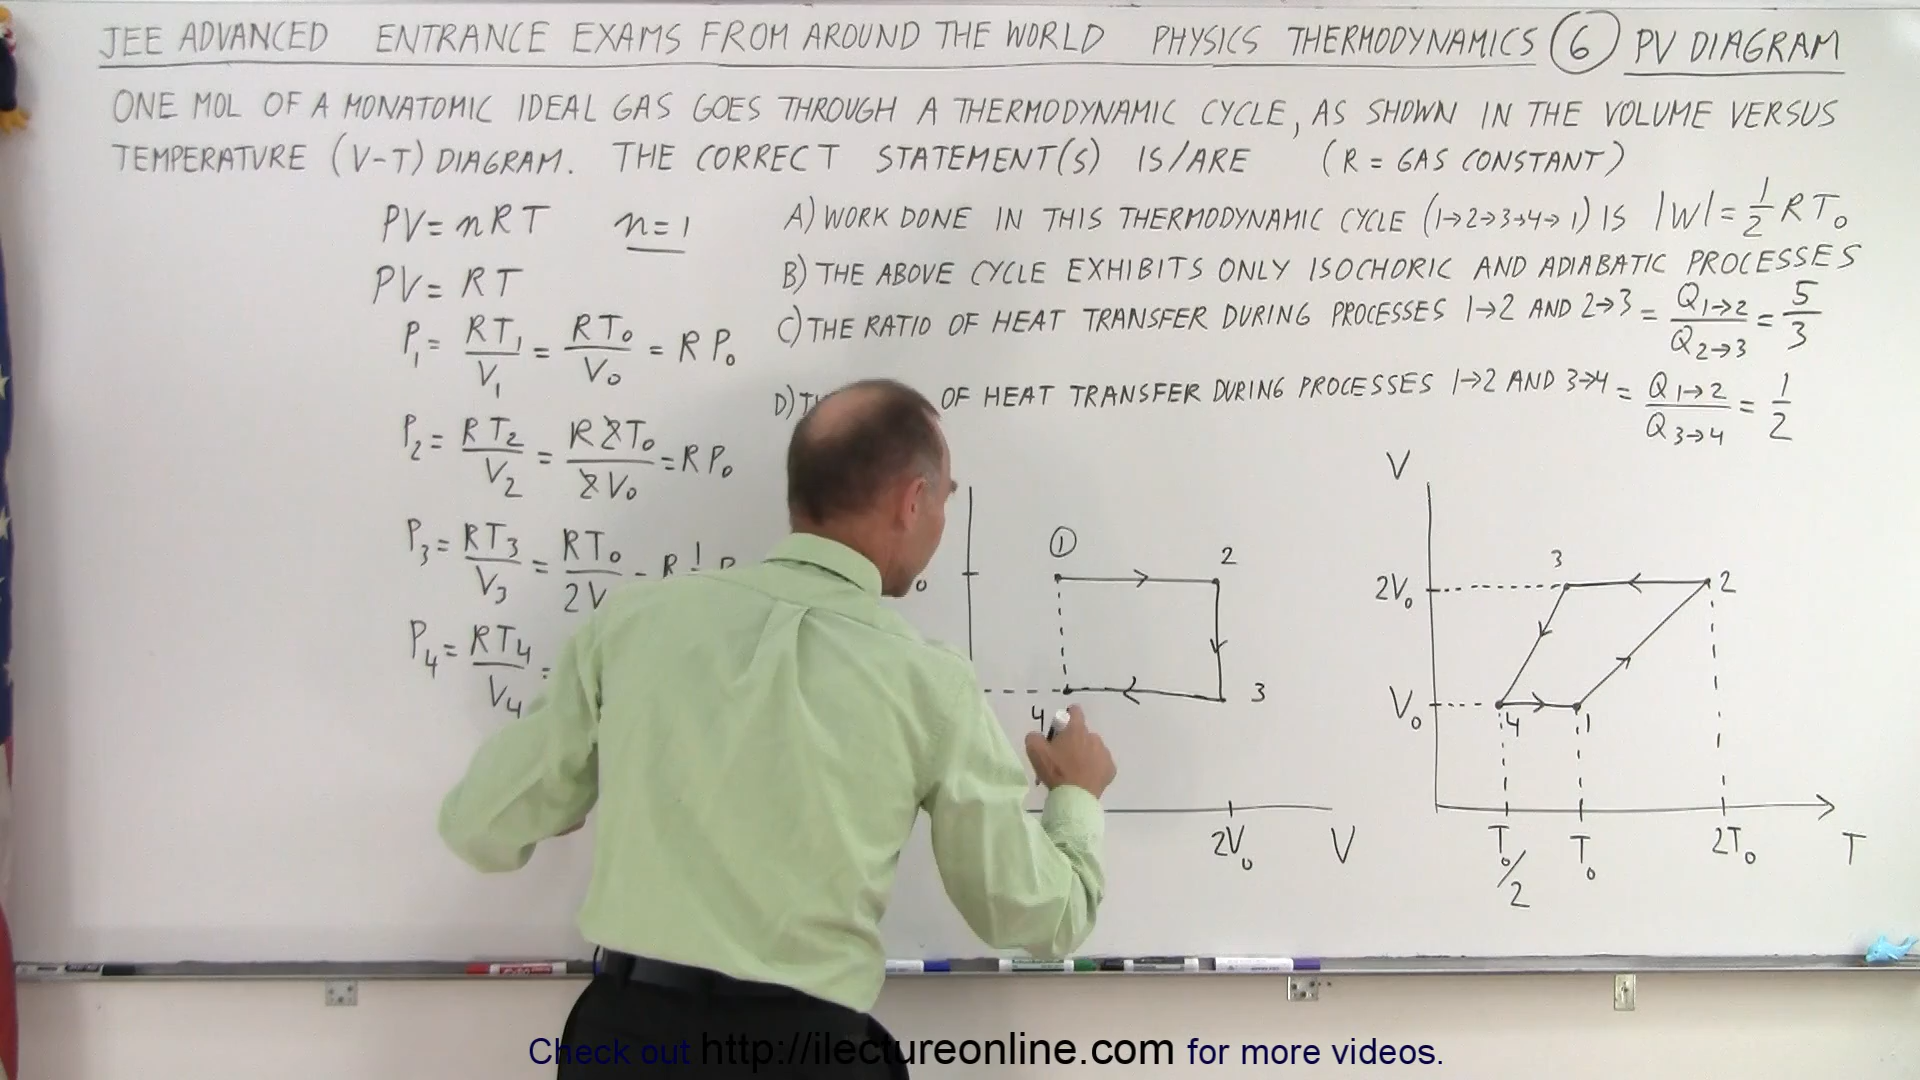 JEE ADVANCED ENTRANCE EXAMS FROM AROUND THE WORLD PHYSICS THERMODYNAMICS 6 PV DIAGRAM
ONE MOL OF A MONATOMIC IDEAL GAS GOES THROUGH A THERMODYNAMIC CYCLE, AS SHOWN IN THE VOLUME VERSUS
TEMPERATURE (V-T) DIAGRAM. THE CORRECT STATEMENT(S) IS/ARE (R = GAS CONSTANT)
PV = nRT n = 1
PV = RT
P₁ = RT₁/V₁ = RT₀/V₀ = RP₀
P₂ = RT₂/V₂ = R2T₀/2V₀ = RP₀
P₃ = RT₃/V₃ = RT₀/2V
P₄ = RT₄/V₄ =
A) WORK DONE IN THIS THERMODYNAMIC CYCLE (1→2→3→4→1) IS |W| = 1/2 RT₀
B) THE ABOVE CYCLE EXHIBITS ONLY ISOCHORIC AND ADIABATIC PROCESSES
C) THE RATIO OF HEAT TRANSFER DURING PROCESSES 1→2 AND 2→3 = Q₁→₂/Q₂→₃ = 5/3
D) OF HEAT TRANSFER DURING PROCESSES 1→2 AND 3→4 = Q₁→₂/Q₃→₄ = 1/2
1 2
4 3
2V₀ V
V
2V₀ 3 2
V₀ 4 1
T₀/2 T₀ 2T₀ T
Check out http://ilectureonline.com for more videos.